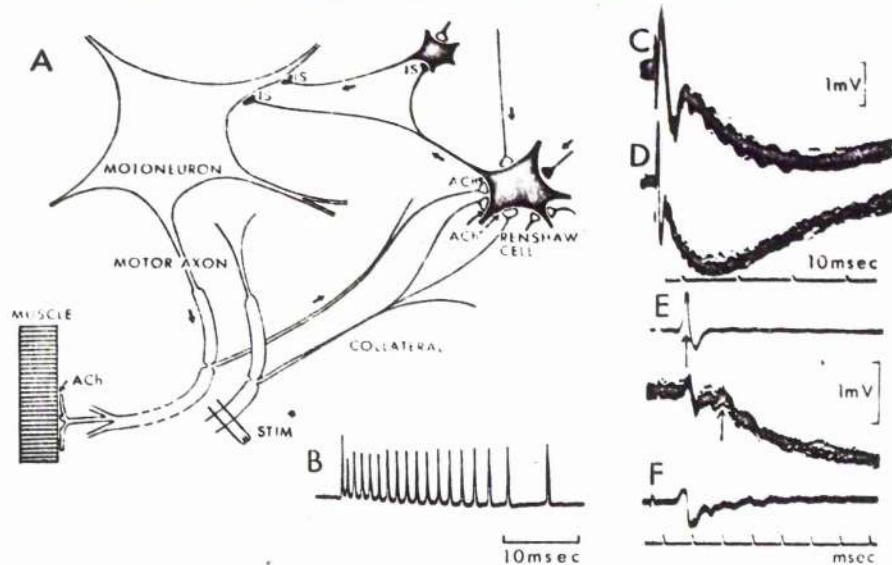 A
IS
IS
IS
MOTONEURON
ACh
ACh
RENSHAW
CELL
MOTOR AXON
MUSCLE
ACh
COLLATERAL
STIM
B
10msec
C
1mV
D
10msec
E
1mV
F
msec